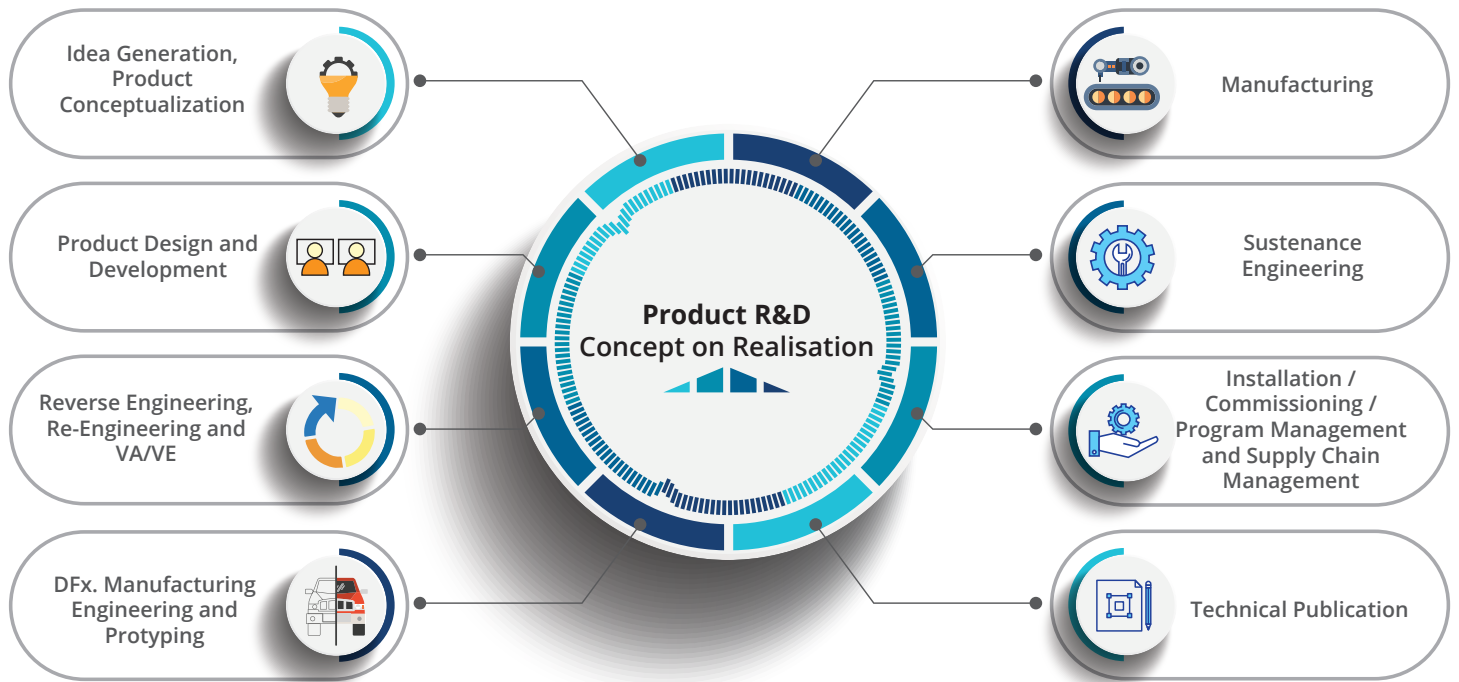 Idea Generation,
Product
Conceptualization
Product Design and
Development
Reverse Engineering,
Re-Engineering and
VA/VE
DFx. Manufacturing
Engineering and
Protyping
Product R&D
Concept on Realisation
Manufacturing
Sustenance
Engineering
Installation /
Commissioning /
Program Management
and Supply Chain
Management
Technical Publication